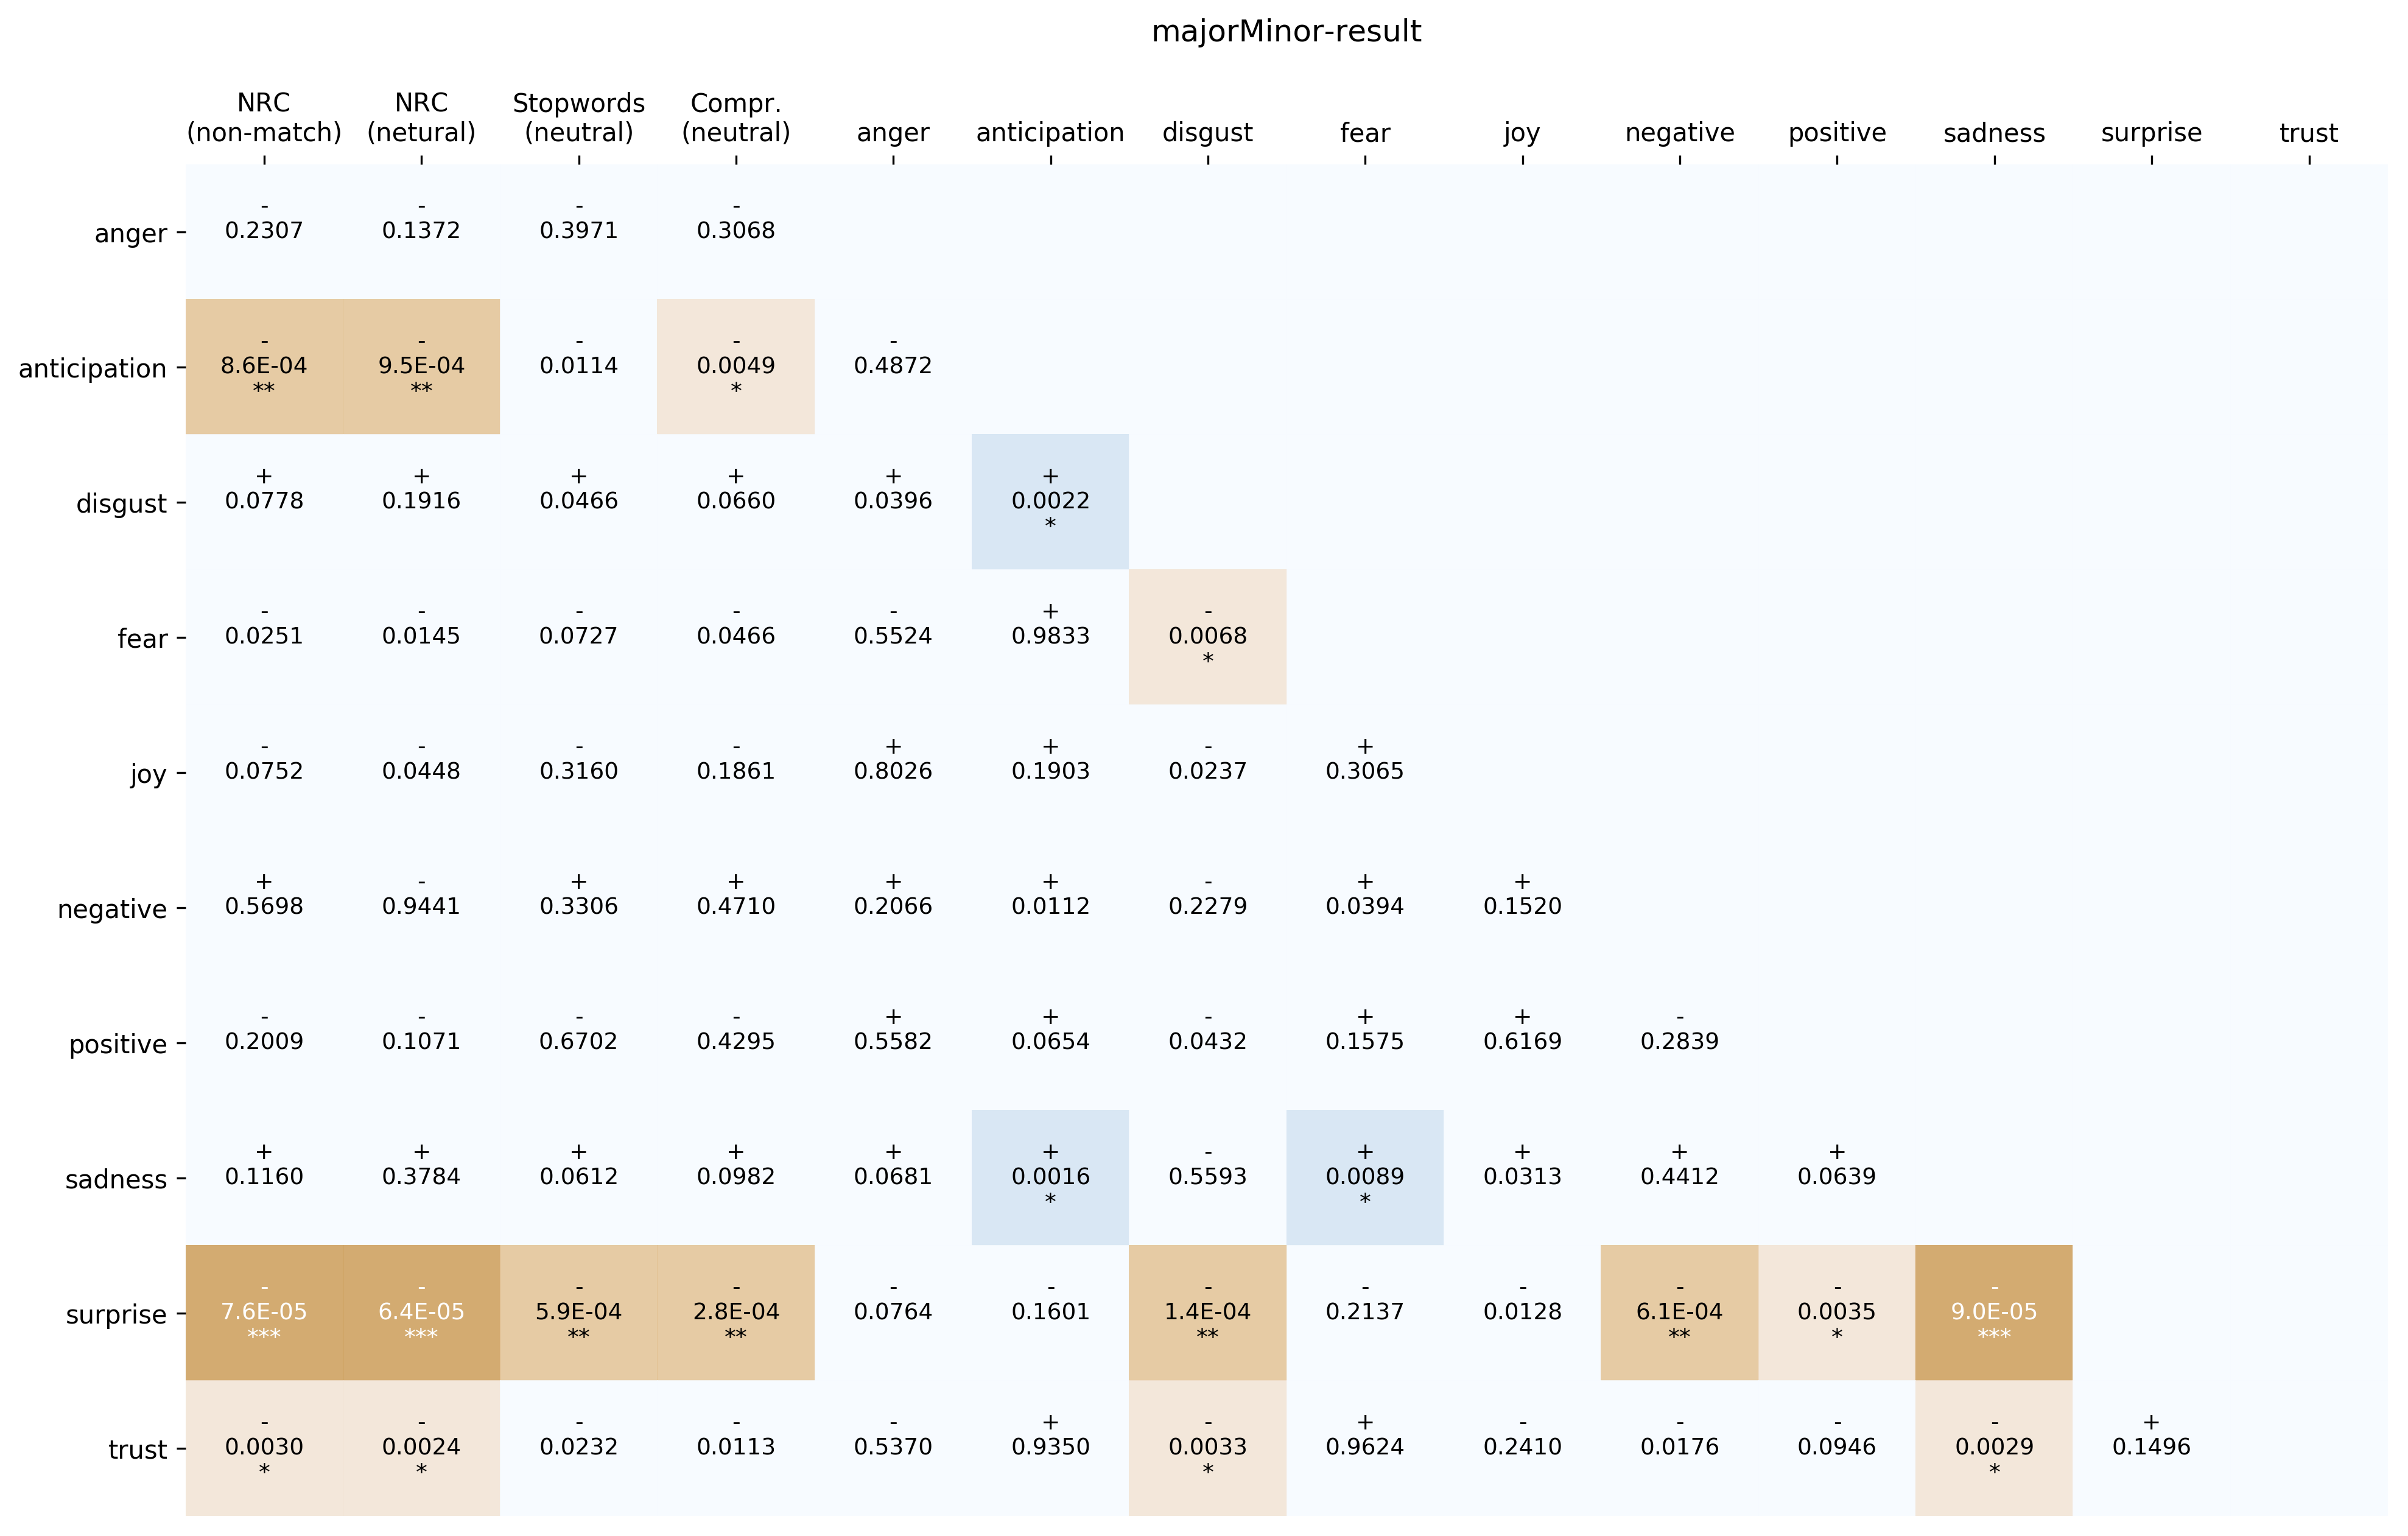 majorMinor-result
NRC NRC Stopwords Compr.
(non-match) (netural) (neutral) (neutral) anger anticipation disgust fear joy negative positive sadness surprise trust
- - - -
anger 0.2307 0.1372 0.3971 0.3068
- - - - -
anticipation 8.6E-04 9.5E-04 0.0114 0.0049 0.4872
** ** *
+ + + + + +
disgust 0.0778 0.1916 0.0466 0.0660 0.0396 0.0022
*
- - - - - + -
fear 0.0251 0.0145 0.0727 0.0466 0.5524 0.9833 0.0068
*
- - - - + + - +
joy 0.0752 0.0448 0.3160 0.1861 0.8026 0.1903 0.0237 0.3065
+ - + + + + - + +
negative 0.5698 0.9441 0.3306 0.4710 0.2066 0.0112 0.2279 0.0394 0.1520
- - - - + + - + + -
positive 0.2009 0.1071 0.6702 0.4295 0.5582 0.0654 0.0432 0.1575 0.6169 0.2839
+ + + + + + - + + + +
sadness 0.1160 0.3784 0.0612 0.0982 0.0681 0.0016 0.5593 0.0089 0.0313 0.4412 0.0639
* *
- - - - - - - - - - - -
surprise 7.6E-05 6.4E-05 5.9E-04 2.8E-04 0.0764 0.1601 1.4E-04 0.2137 0.0128 6.1E-04 0.0035 9.0E-05
*** *** ** ** ** ** * ***
- - - - - + - + - - - - +
trust 0.0030 0.0024 0.0232 0.0113 0.5370 0.9350 0.0033 0.9624 0.2410 0.0176 0.0946 0.0029 0.1496
* * * *